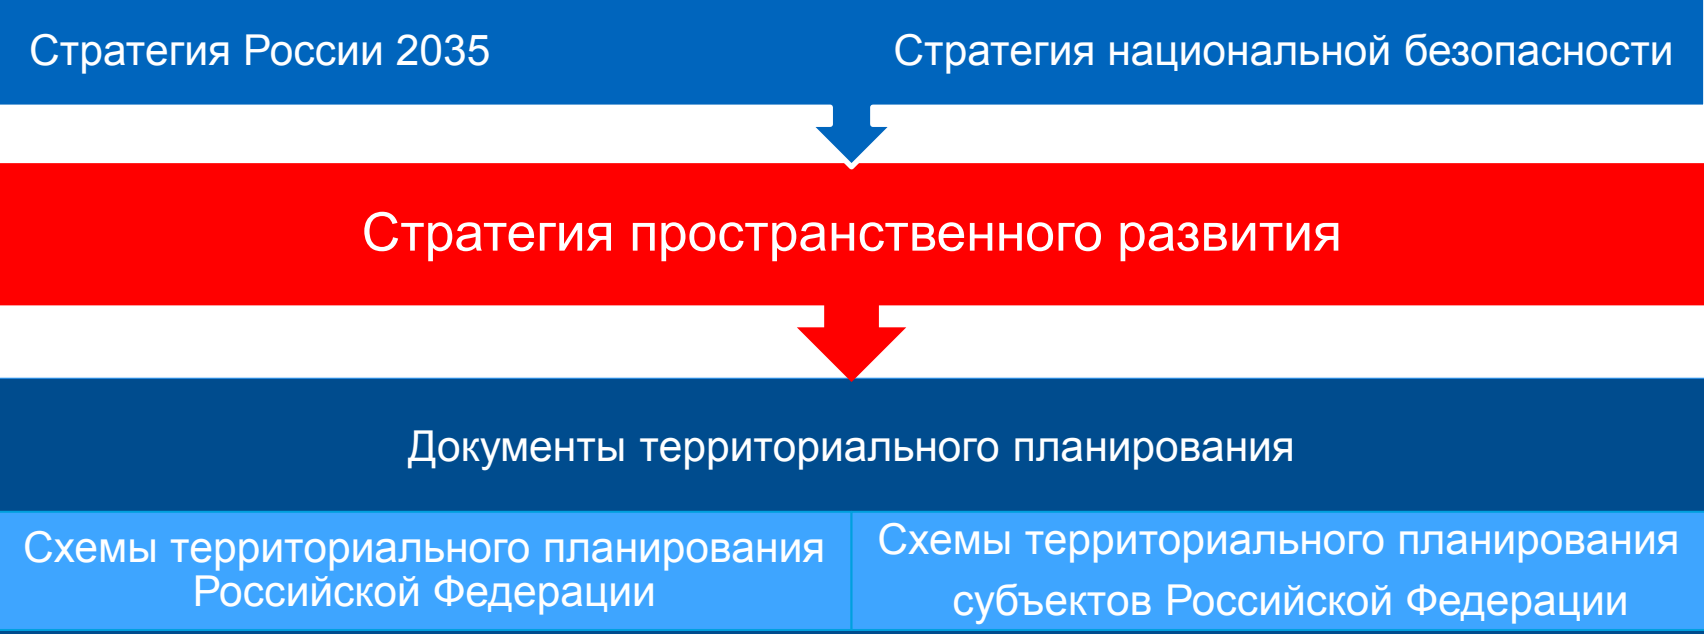 Стратегия России 2035
Стратегия национальной безопасности
Стратегия пространственного развития
Документы территориального планирования
Схемы территориального планирования
Российской Федерации
Схемы территориального планирования
субъектов Российской Федерации